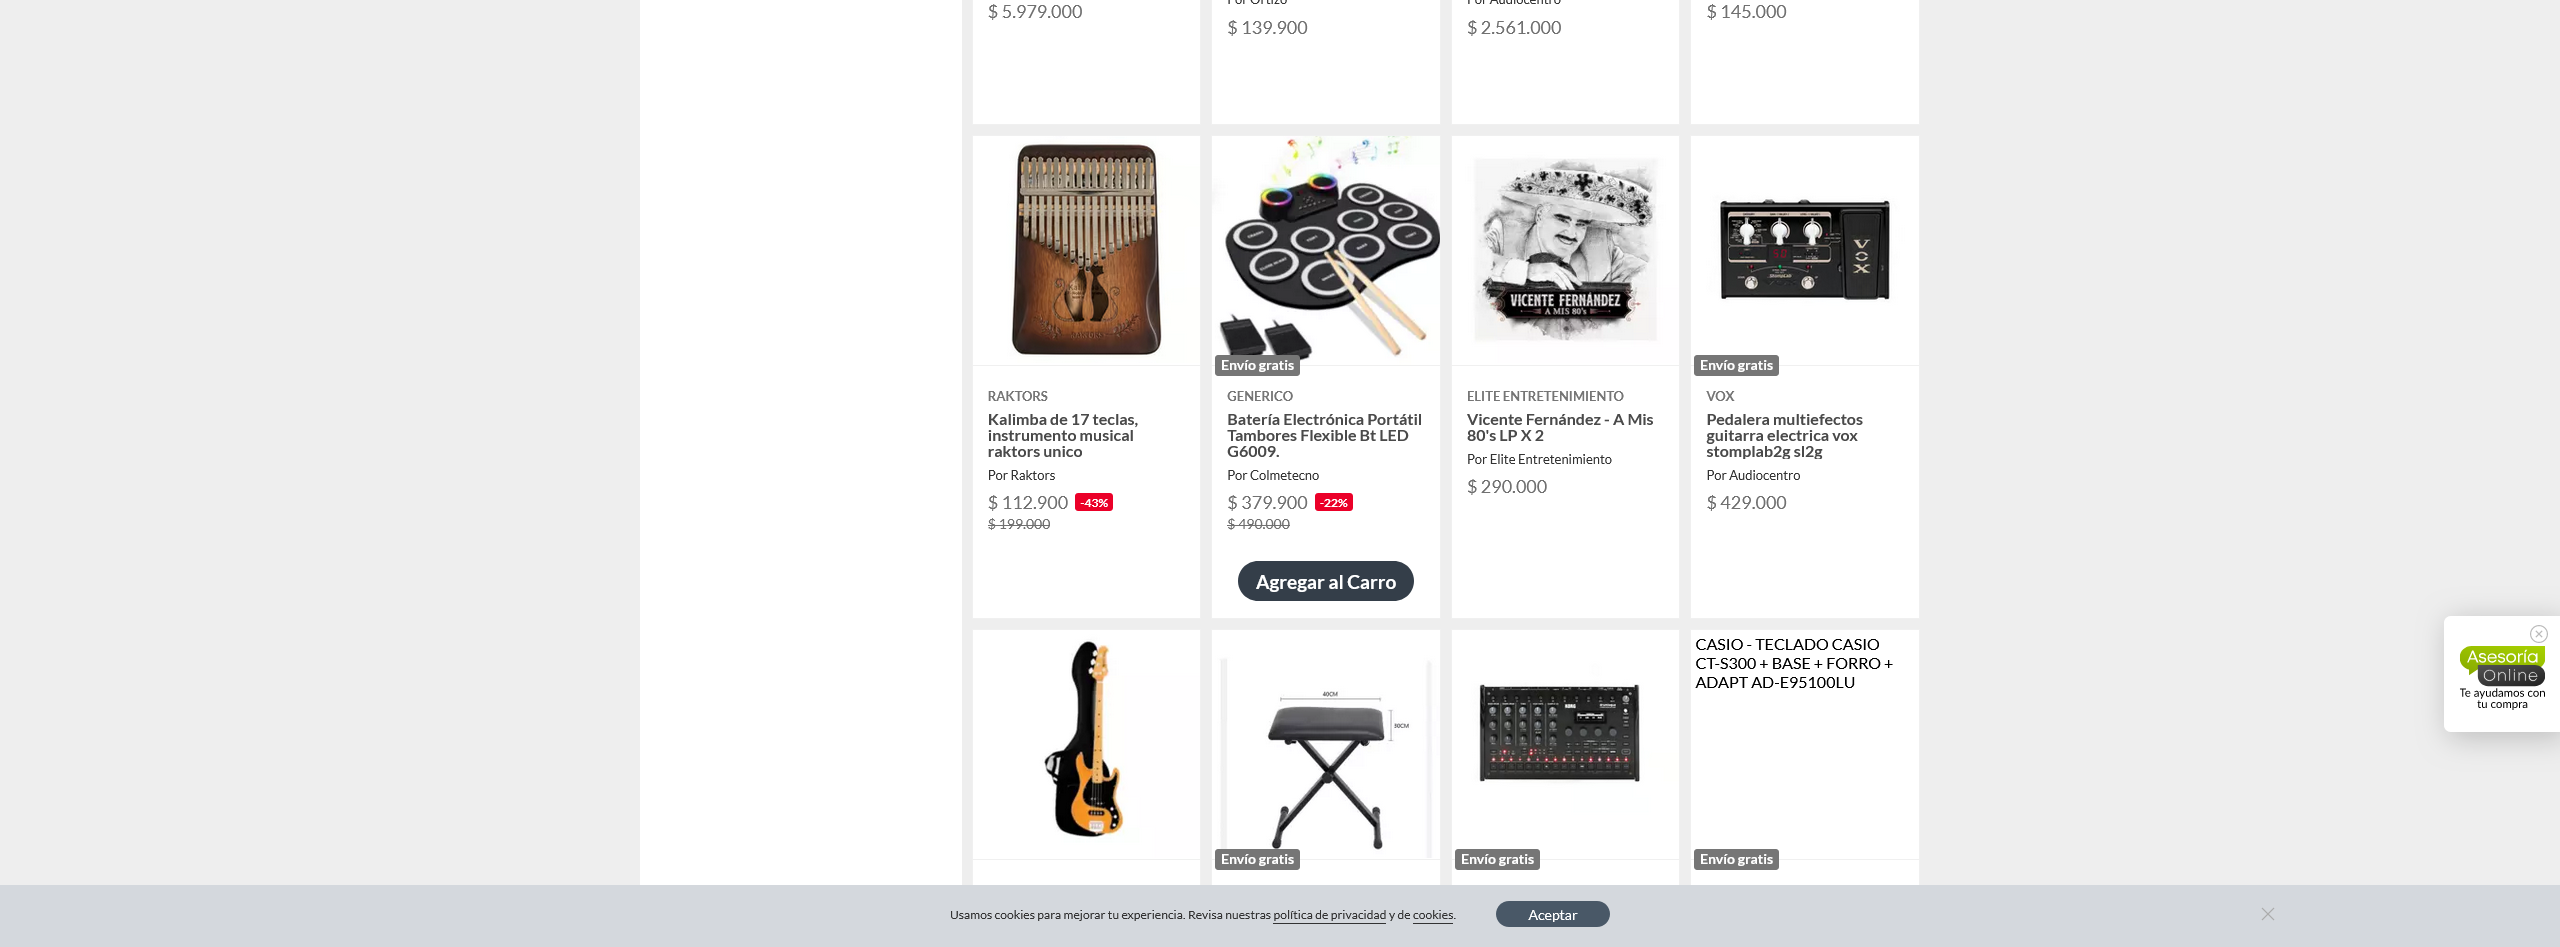 $ 5.979.000
$ 139.900
$ 2.561.000
$ 145.000
VICENTE FERNÁNDEZ
A MIS 80's
VOX
Envío gratis
Envío gratis
RAKTORS
Kalimba de 17 teclas,
instrumento musical
raktors unico
Por Raktors
$ 112.900 -43%
$ 199.000
GENERICO
Batería Electrónica Portátil
Tambores Flexible Bt LED
G6009.
Por Colmetecno
$ 379.900 -22%
$ 490.000
Agregar al Carro
ELITE ENTRETENIMIENTO
Vicente Fernández - A Mis
80's LP X 2
Por Elite Entretenimiento
$ 290.000
VOX
Pedalera multiefectos
guitarra electrica vox
stomplab2g sl2g
Por Audiocentro
$ 429.000
40CM
30CM
KORG
CASIO - TECLADO CASIO
CT-S300 + BASE + FORRO +
ADAPT AD-E95100LU
Envío gratis
Envío gratis
Envío gratis
Asesoría
Online
Te ayudamos con
tu compra
Usamos cookies para mejorar tu experiencia. Revisa nuestras política de privacidad y de cookies.
Aceptar